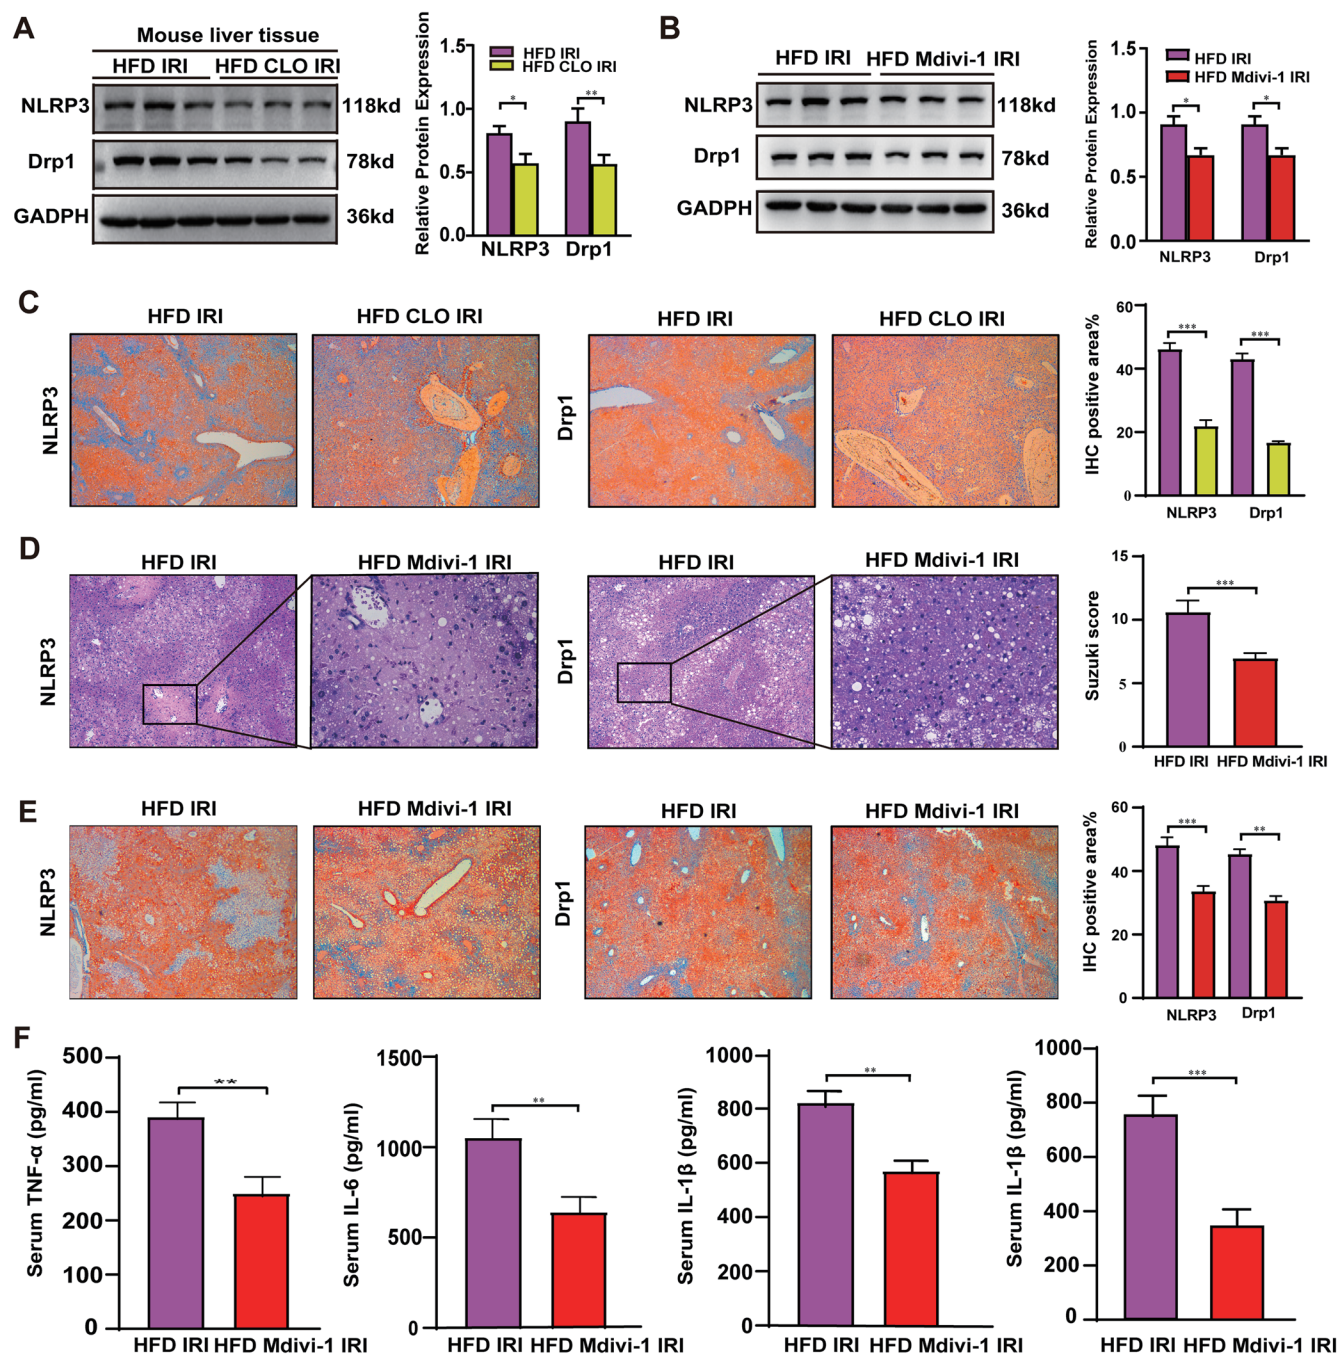 A
Mouse liver tissue
HFD IRI HFD CLO IRI
NLRP3 118kd
Drp1 78kd
GADPH 36kd
Relative Protein Expression
1.5
1.0
0.5
0.0
HFD IRI
HFD CLO IRI
* **
NLRP3 Drp1
B
HFD IRI HFD Mdivi-1 IRI
NLRP3 118kd
Drp1 78kd
GADPH 36kd
Relative Protein Expression
1.5
1.0
0.5
0.0
HFD IRI
HFD Mdivi-1 IRI
* *
NLRP3 Drp1
C
HFD IRI HFD CLO IRI HFD IRI HFD CLO IRI
NLRP3
Drp1
IHC positive area%
60
40
20
0
*** ***
NLRP3 Drp1
D
HFD IRI HFD Mdivi-1 IRI HFD IRI HFD Mdivi-1 IRI
NLRP3
Drp1
Suzuki score
15
10
5
0
***
HFD IRI HFD Mdivi-1 IRI
E
HFD IRI HFD Mdivi-1 IRI HFD IRI HFD Mdivi-1 IRI
NLRP3
Drp1
IHC positive area%
60
40
20
0
*** **
NLRP3 Drp1
F
Serum TNF-α (pg/ml)
500
400
300
200
100
0
**
HFD IRI HFD Mdivi-1 IRI
Serum IL-6 (pg/ml)
1500
1000
500
0
**
HFD IRI HFD Mdivi-1 IRI
Serum IL-1β (pg/ml)
1000
800
600
400
200
0
**
HFD IRI HFD Mdivi-1 IRI
Serum IL-1β (pg/ml)
1000
800
600
400
200
0
***
HFD IRI HFD Mdivi-1 IRI